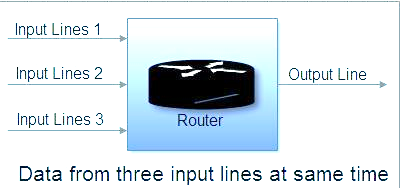 Input Lines 1
Input Lines 2
Output Line
Input Lines 3
Router
Data from three input lines at same time